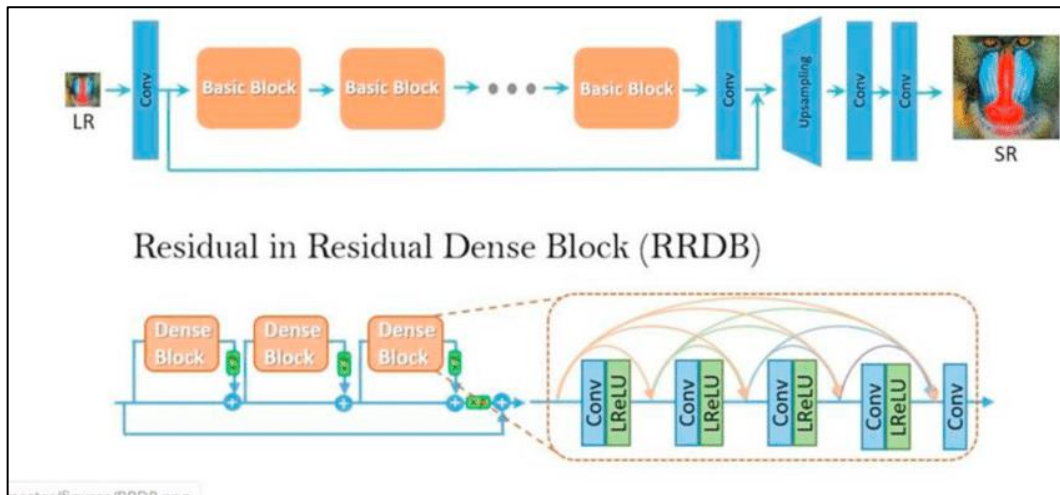 LR
Conv
Basic Block
Basic Block
Basic Block
Conv
Upsampling
Conv
Conv
SR
Residual in Residual Dense Block (RRDB)
Dense
Block
Dense
Block
Dense
Block
Conv
LReLU
Conv
LReLU
Conv
LReLU
Conv
LReLU
Conv